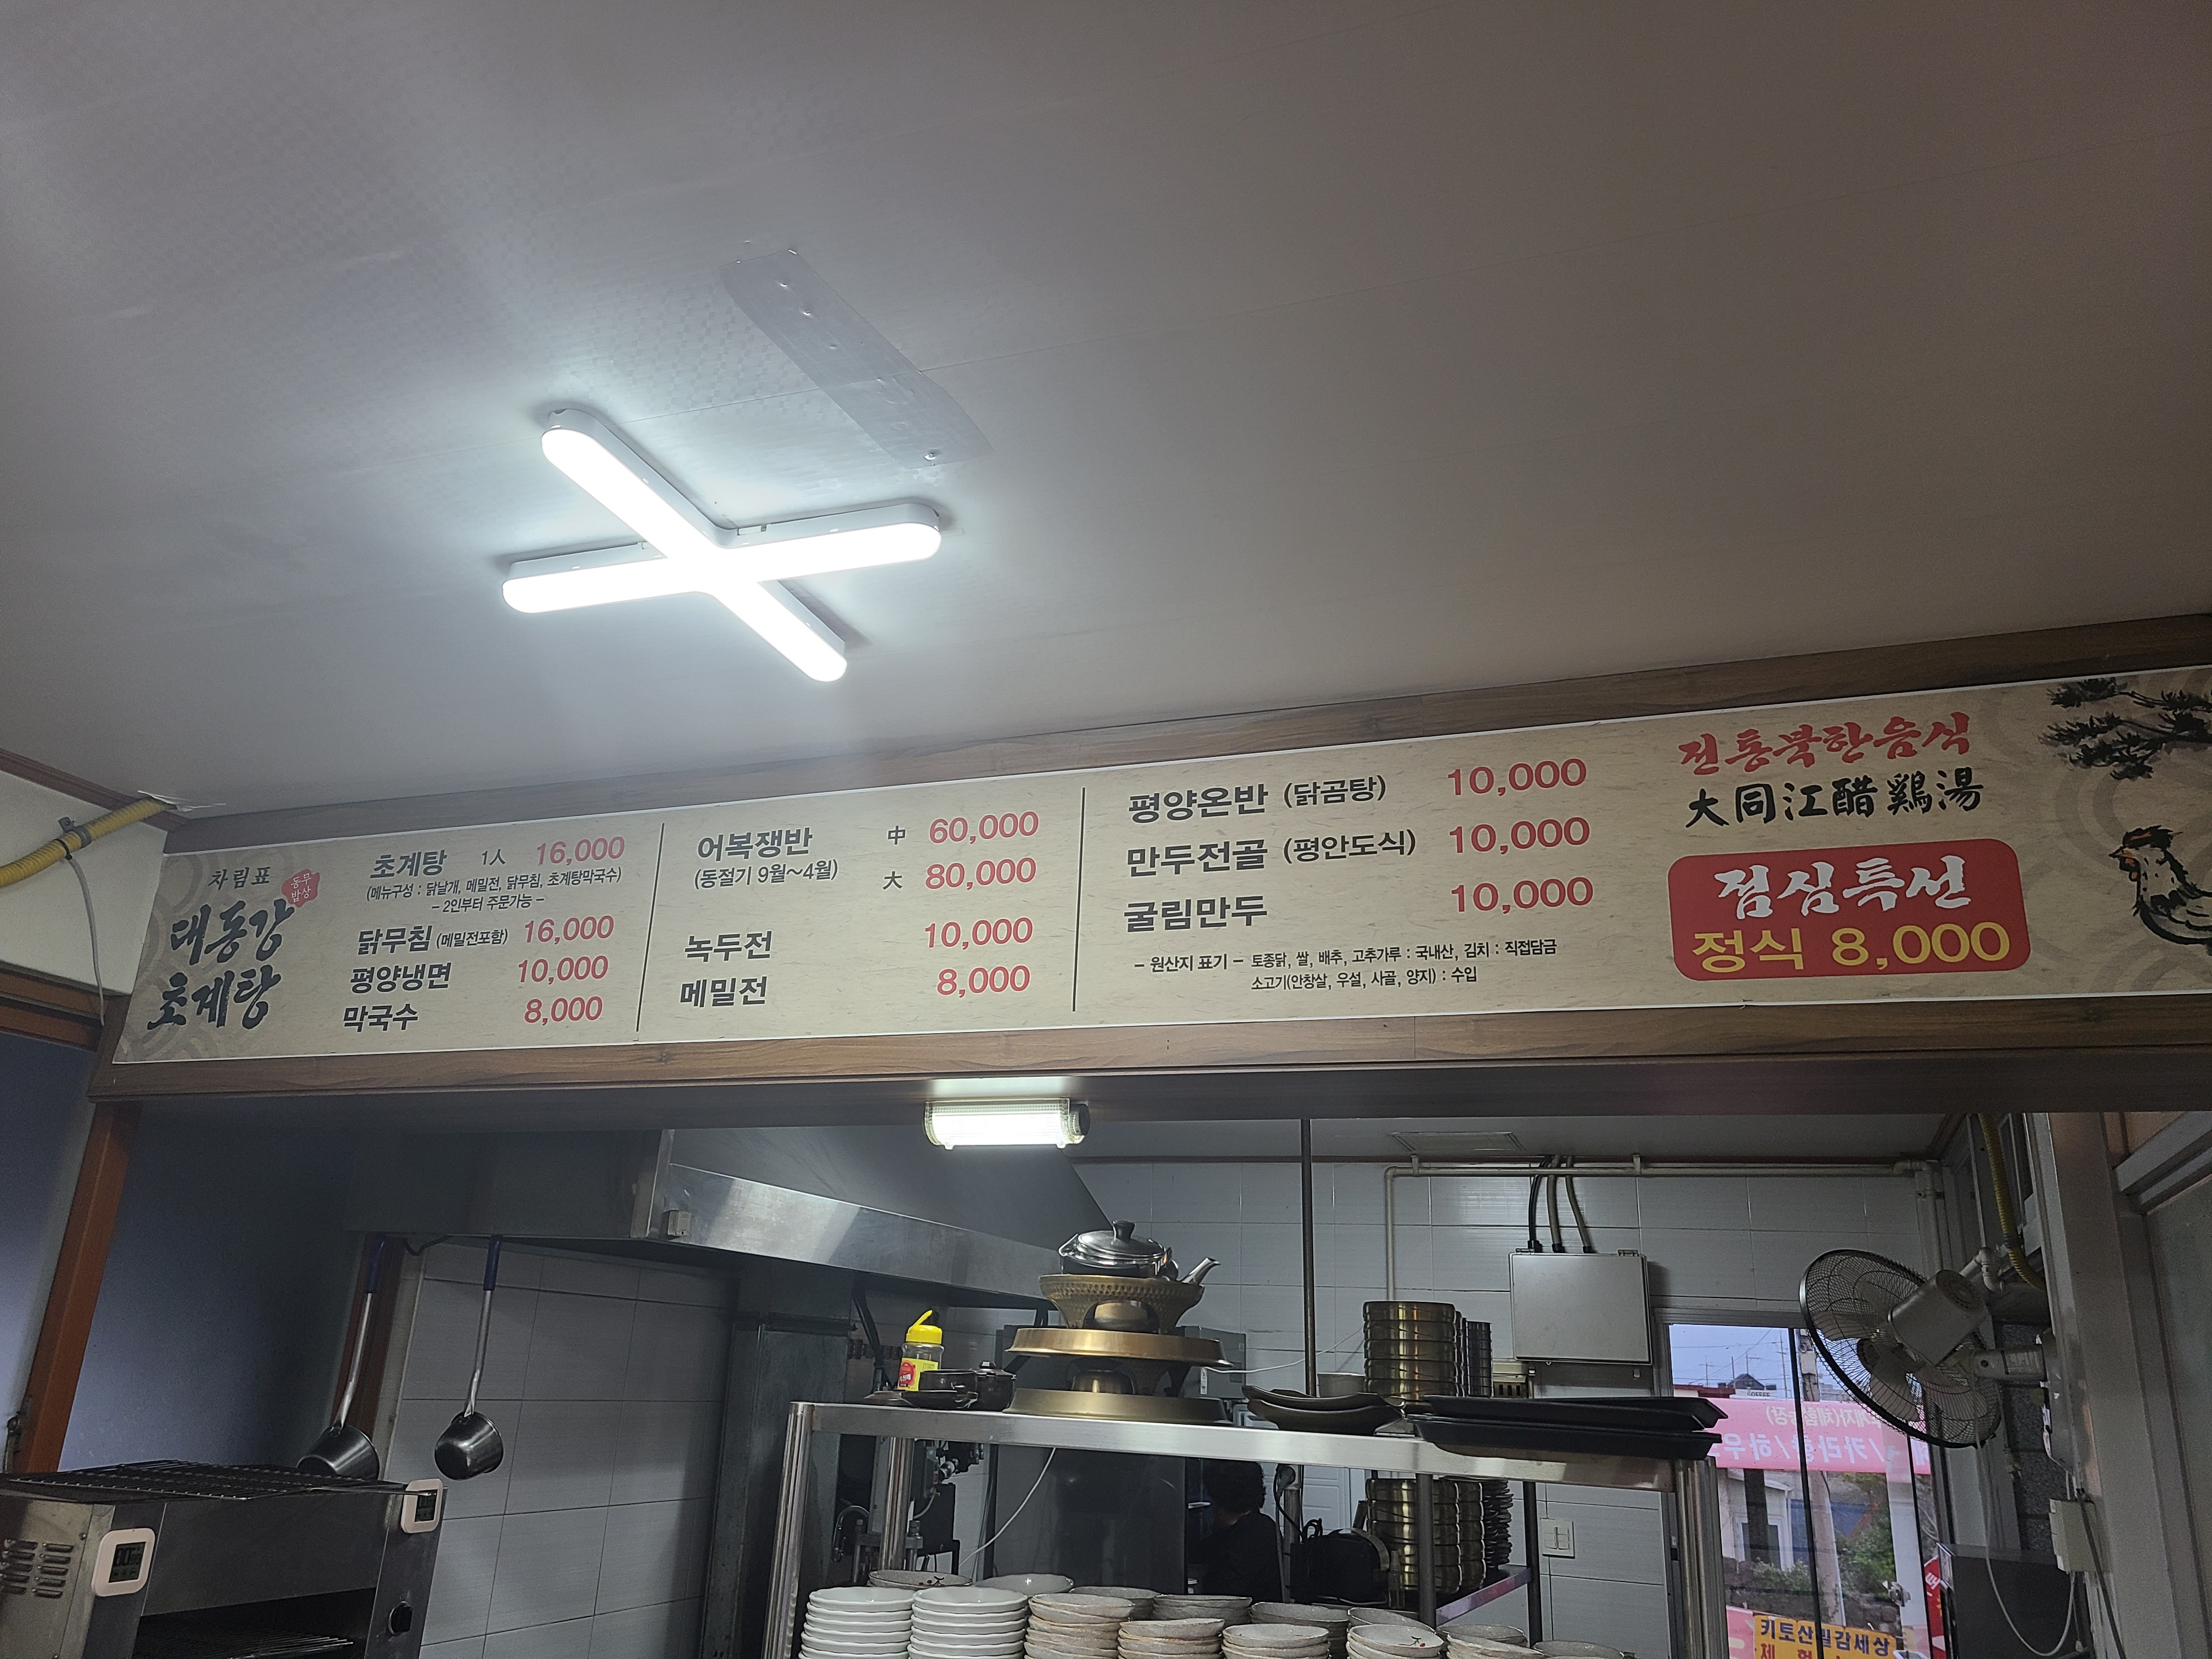 차림표
동무
밥상
대동강
초계탕
초계탕 1人 16,000
(메뉴구성 : 닭날개, 메밀전, 닭무침, 초계탕막국수)
- 2인부터 주문가능 -
닭무침 (메밀전포함) 16,000
평양냉면 10,000
막국수 8,000
어복쟁반 中 60,000
(동절기 9월~4월) 大 80,000
녹두전 10,000
메밀전 8,000
평양온반 (닭곰탕) 10,000
만두전골 (평안도식) 10,000
굴림만두 10,000
- 원산지 표기 - 토종닭, 쌀, 배추, 고추가루 : 국내산, 김치 : 직접담금
소고기(안창살, 우설, 사골, 양지) : 수입
전통북한음식
大同江醋鷄湯
점심특선
정식 8,000
키토산밀감세상